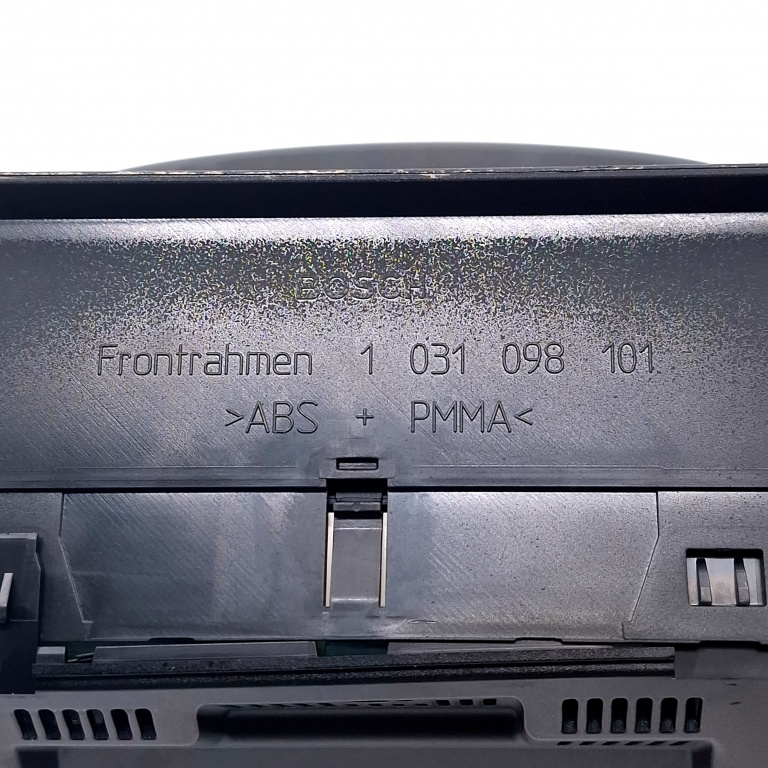 BOSCH
Frontrahmen 1 031 098 101
>ABS + PMMA<